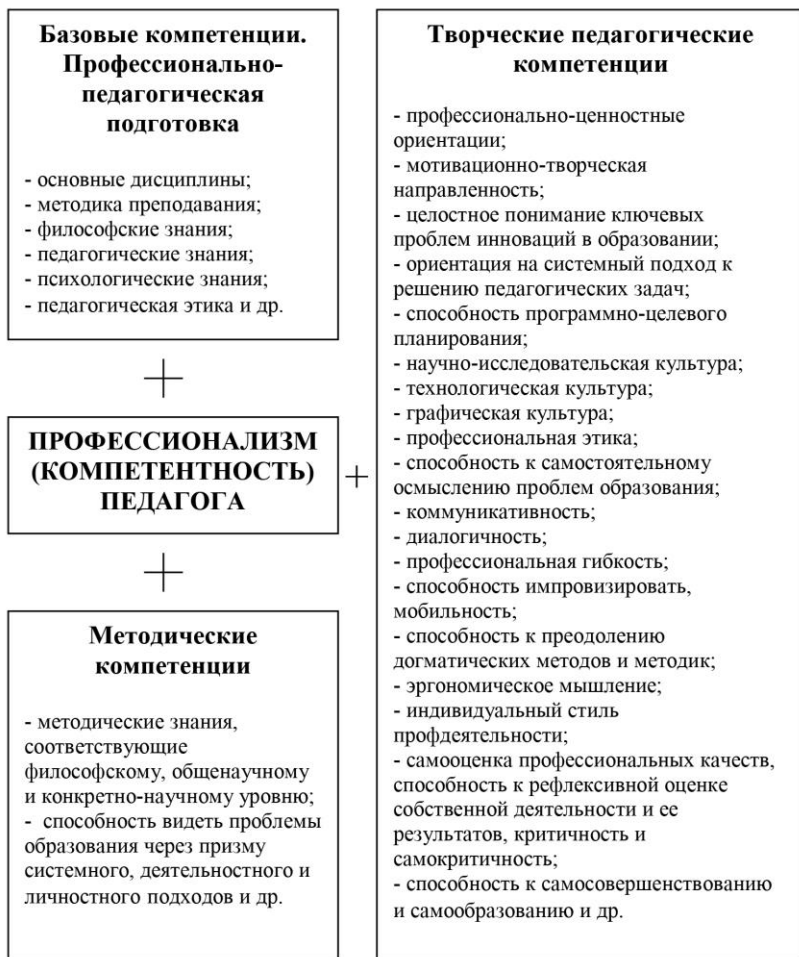 Базовые компетенции.
Профессионально-
педагогическая
подготовка
- основные дисциплины;
- методика преподавания;
- философские знания;
- педагогические знания;
- психологические знания;
- педагогическая этика и др.
+
ПРОФЕССИОНАЛИЗМ
(КОМПЕТЕНТНОСТЬ)
ПЕДАГОГА
+
+
Методические
компетенции
- методические знания,
соответствующие
философскому, общенаучному
и конкретно-научному уровню;
- способность видеть проблемы
образования через призму
системного, деятельностного и
личностного подходов и др.
Творческие педагогические
компетенции
- профессионально-ценностные
ориентации;
- мотивационно-творческая
направленность;
- целостное понимание ключевых
проблем инноваций в образовании;
- ориентация на системный подход к
решению педагогических задач;
- способность программно-целевого
планирования;
- научно-исследовательская культура;
- технологическая культура;
- графическая культура;
- профессиональная этика;
- способность к самостоятельному
осмыслению проблем образования;
- коммуникативность;
- диалогичность;
- профессиональная гибкость;
- способность импровизировать,
мобильность;
- способность к преодолению
догматических методов и методик;
- эргономическое мышление;
- индивидуальный стиль
профдеятельности;
- самооценка профессиональных качеств,
способность к рефлексивной оценке
собственной деятельности и ее
результатов, критичность и
самокритичность;
- способность к самосовершенствованию
и самообразованию и др.